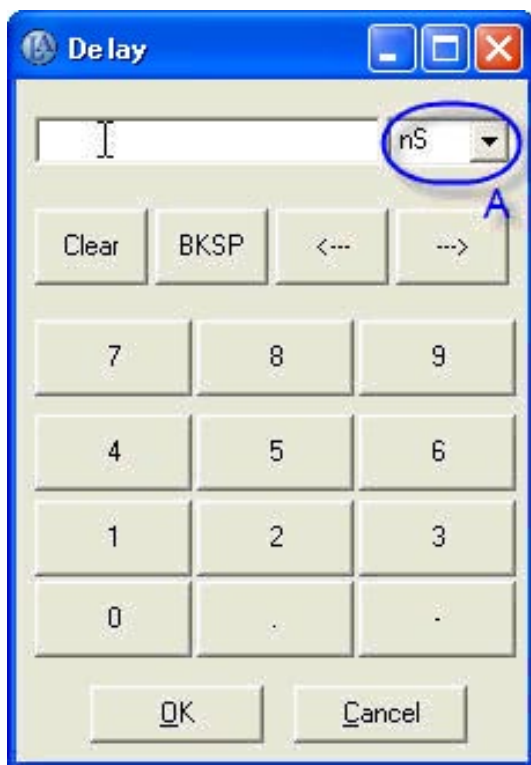 Delay
nS
A
Clear BKSP <--- --->
7 8 9
4 5 6
1 2 3
0 . -
OK Cancel